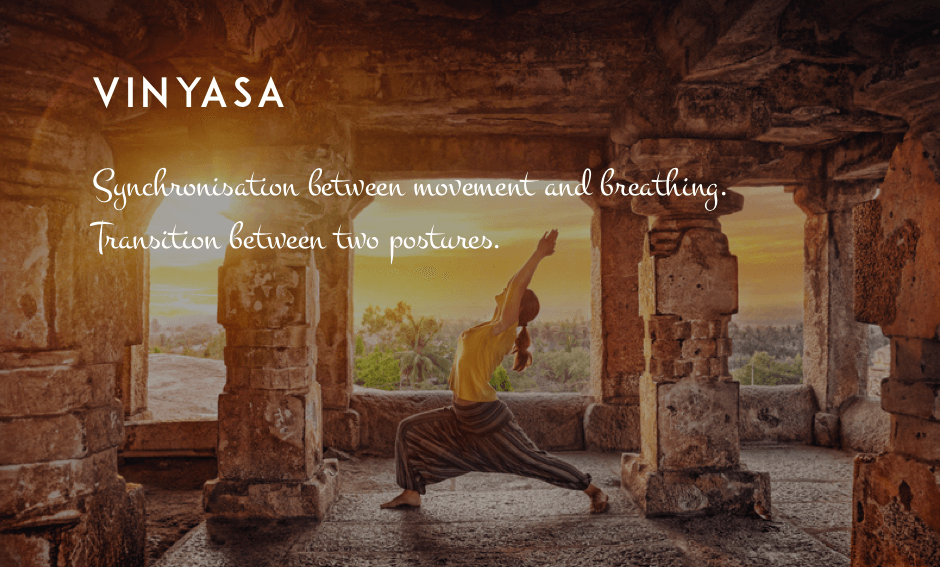 VINYASA
Synchronisation between movement and breathing.
Transition between two postures.